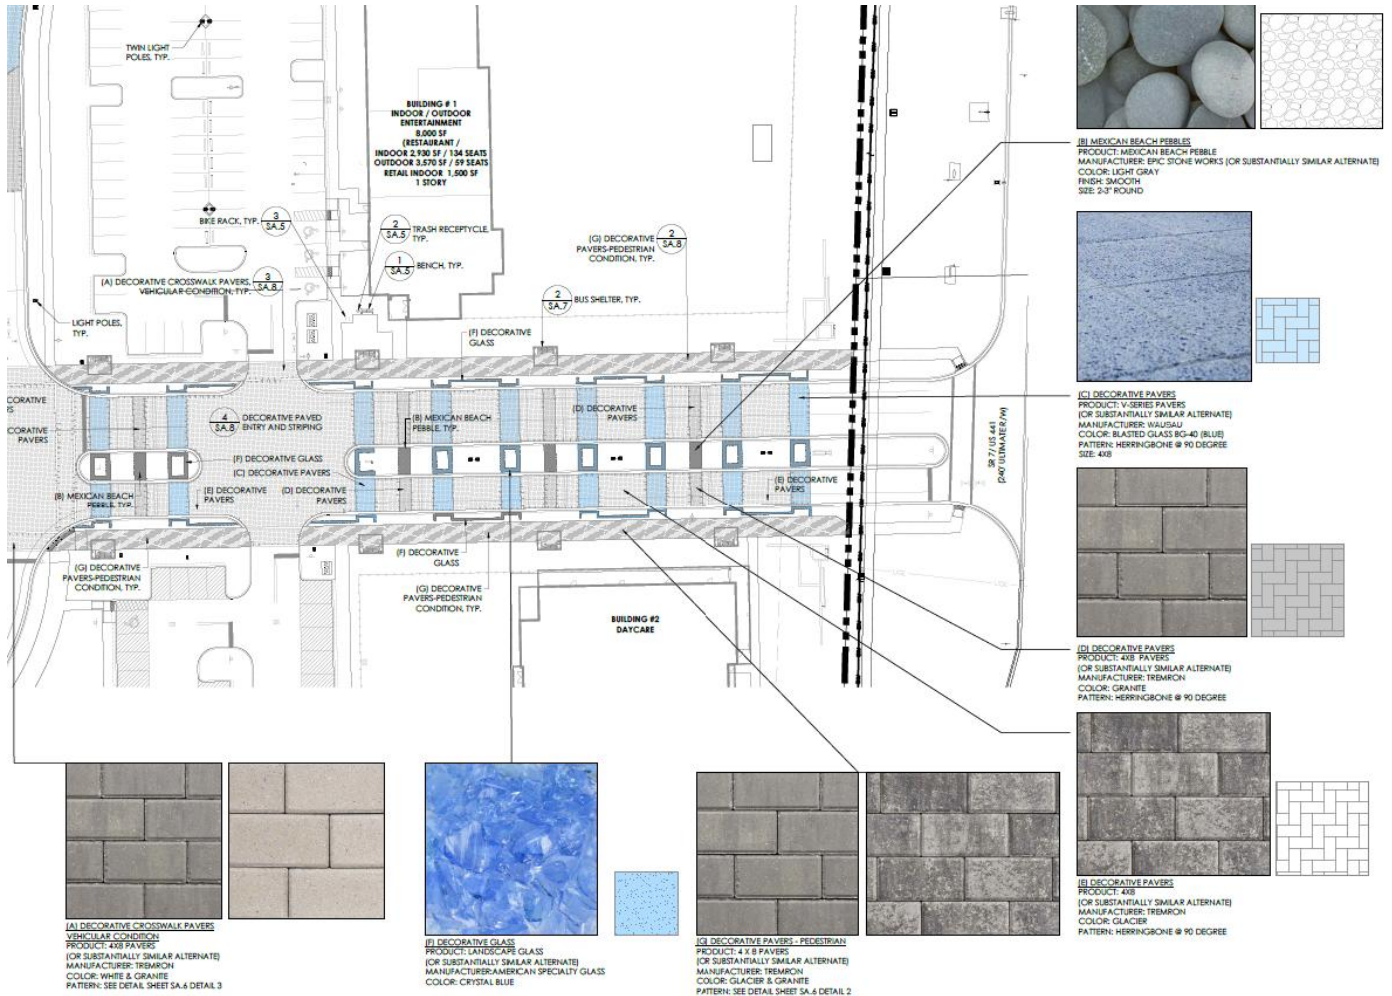 TWIN LIGHT
POLES, TYP.
BUILDING # 1
INDOOR / OUTDOOR
ENTERTAINMENT
8,000 SF
(RESTAURANT /
INDOOR 2,930 SF / 134 SEATS
OUTDOOR 3,570 SF / 59 SEATS
RETAIL INDOOR 1,500 SF
1 STORY
BIKE RACK, TYP.
3
SA.5
2
SA.5
TRASH RECEPTYCLE,
TYP.
1
SA.5
BENCH, TYP.
(G) DECORATIVE
PAVERS-PEDESTRIAN
CONDITION, TYP.
2
SA.8
(A) DECORATIVE CROSSWALK PAVERS,
VEHICULAR CONDITION, TYP.
3
SA.8
2
SA.7
BUS SHELTER, TYP.
LIGHT POLES,
TYP.
(F) DECORATIVE
GLASS
CORATIVE
RS
CORATIVE
PAVERS
4
SA.8
DECORATIVE PAVED
ENTRY AND STRIPING
(B) MEXICAN BEACH
PEBBLE, TYP.
(D) DECORATIVE
PAVERS
(F) DECORATIVE GLASS
(C) DECORATIVE PAVERS
(B) MEXICAN BEACH
PEBBLE, TYP.
(E) DECORATIVE
PAVERS
(D) DECORATIVE
PAVERS
(E) DECORATIVE
PAVERS
SR 7 / US 441
(240' ULTIMATE R/W)
(G) DECORATIVE
PAVERS-PEDESTRIAN
CONDITION, TYP.
(F) DECORATIVE
GLASS
(G) DECORATIVE
PAVERS-PEDESTRIAN
CONDITION, TYP.
BUILDING #2
DAYCARE
(B) MEXICAN BEACH PEBBLES
PRODUCT: MEXICAN BEACH PEBBLE
MANUFACTURER: EPIC STONE WORKS (OR SUBSTANTIALLY SIMILAR ALTERNATE)
COLOR: LIGHT GRAY
FINISH: SMOOTH
SIZE: 2-3" ROUND
(C) DECORATIVE PAVERS
PRODUCT: V-SERIES PAVERS
(OR SUBSTANTIALLY SIMILAR ALTERNATE)
MANUFACTURER: WAUSAU
COLOR: BLASTED GLASS BG-40 (BLUE)
PATTERN: HERRINGBONE @ 90 DEGREE
SIZE: 4X8
(D) DECORATIVE PAVERS
PRODUCT: 4X8 PAVERS
(OR SUBSTANTIALLY SIMILAR ALTERNATE)
MANUFACTURER: TREMRON
COLOR: GRANITE
PATTERN: HERRINGBONE @ 90 DEGREE
(E) DECORATIVE PAVERS
PRODUCT: 4X8
(OR SUBSTANTIALLY SIMILAR ALTERNATE)
MANUFACTURER: TREMRON
COLOR: GLACIER
PATTERN: HERRINGBONE @ 90 DEGREE
(A) DECORATIVE CROSSWALK PAVERS
VEHICULAR CONDITION
PRODUCT: 4X8 PAVERS
(OR SUBSTANTIALLY SIMILAR ALTERNATE)
MANUFACTURER: TREMRON
COLOR: WHITE & GRANITE
PATTERN: SEE DETAIL SHEET SA.6 DETAIL 3
(F) DECORATIVE GLASS
PRODUCT: LANDSCAPE GLASS
(OR SUBSTANTIALLY SIMILAR ALTERNATE)
MANUFACTURER:AMERICAN SPECIALTY GLASS
COLOR: CRYSTAL BLUE
(G) DECORATIVE PAVERS - PEDESTRIAN
PRODUCT: 4 X 8 PAVERS
(OR SUBSTANTIALLY SIMILAR ALTERNATE)
MANUFACTURER: TREMRON
COLOR: GLACIER & GRANITE
PATTERN: SEE DETAIL SHEET SA.6 DETAIL 2